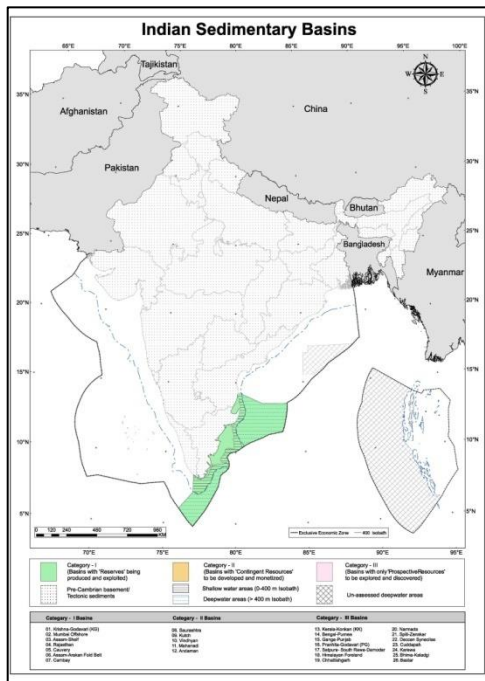 Indian Sedimentary Basins
65°E 70°E 75°E 80°E 85°E 90°E 95°E 100°E
Tajikistan
N
W E
S
35°N 35°N
Afghanistan
China
Pakistan
30°N 30°N
Nepal
Bhutan
25°N 25°N
Bangladesh
Myanmar
20°N 20°N
15°N 15°N
10°N 10°N
5°N 5°N
0 120 240 480 720 960
KM
Exclusive Economic Zone 400 Isobath
70°E 75°E 80°E 85°E 90°E 95°E
Category - I
(Basins with 'Reserves' being
produced and exploited)
Category - II
(Basins with 'Contingent Resources'
to be developed and monetized)
Category - III
(Basins with only 'ProspectiveResources'
to be explored and discovered)
Pre-Cambrian basement/
Tectonic sediments
Shallow water areas (0-400 m Isobath)
Deepwater areas (> 400 m Isobath)
Un-assessed deepwater areas
Category - I Basins
01. Krishna-Godavari (KG)
02. Mumbai Offshore
03. Assam-Shelf
04. Rajasthan
05. Cauvery
06. Assam-Arakan Fold Belt
07. Cambay
Category - II Basins
08. Saurashtra
09. Kutch
10. Vindhyan
11. Mahanadi
12. Andaman
Category - III Basins
13. Kerala-Konkan (KK)
14. Bengal-Purnea
15. Ganga-Punjab
16. Pranhita-Godavari (PG)
17. Satpura- South Rewa-Damodar
18. Himalayan Foreland
19. Chhattisgarh
20. Narmada
21. Spiti-Zanskar
22. Deccan Syneclise
23. Cuddapah
24. Karewa
25. Bhima-Kaladgi
26. Bastar